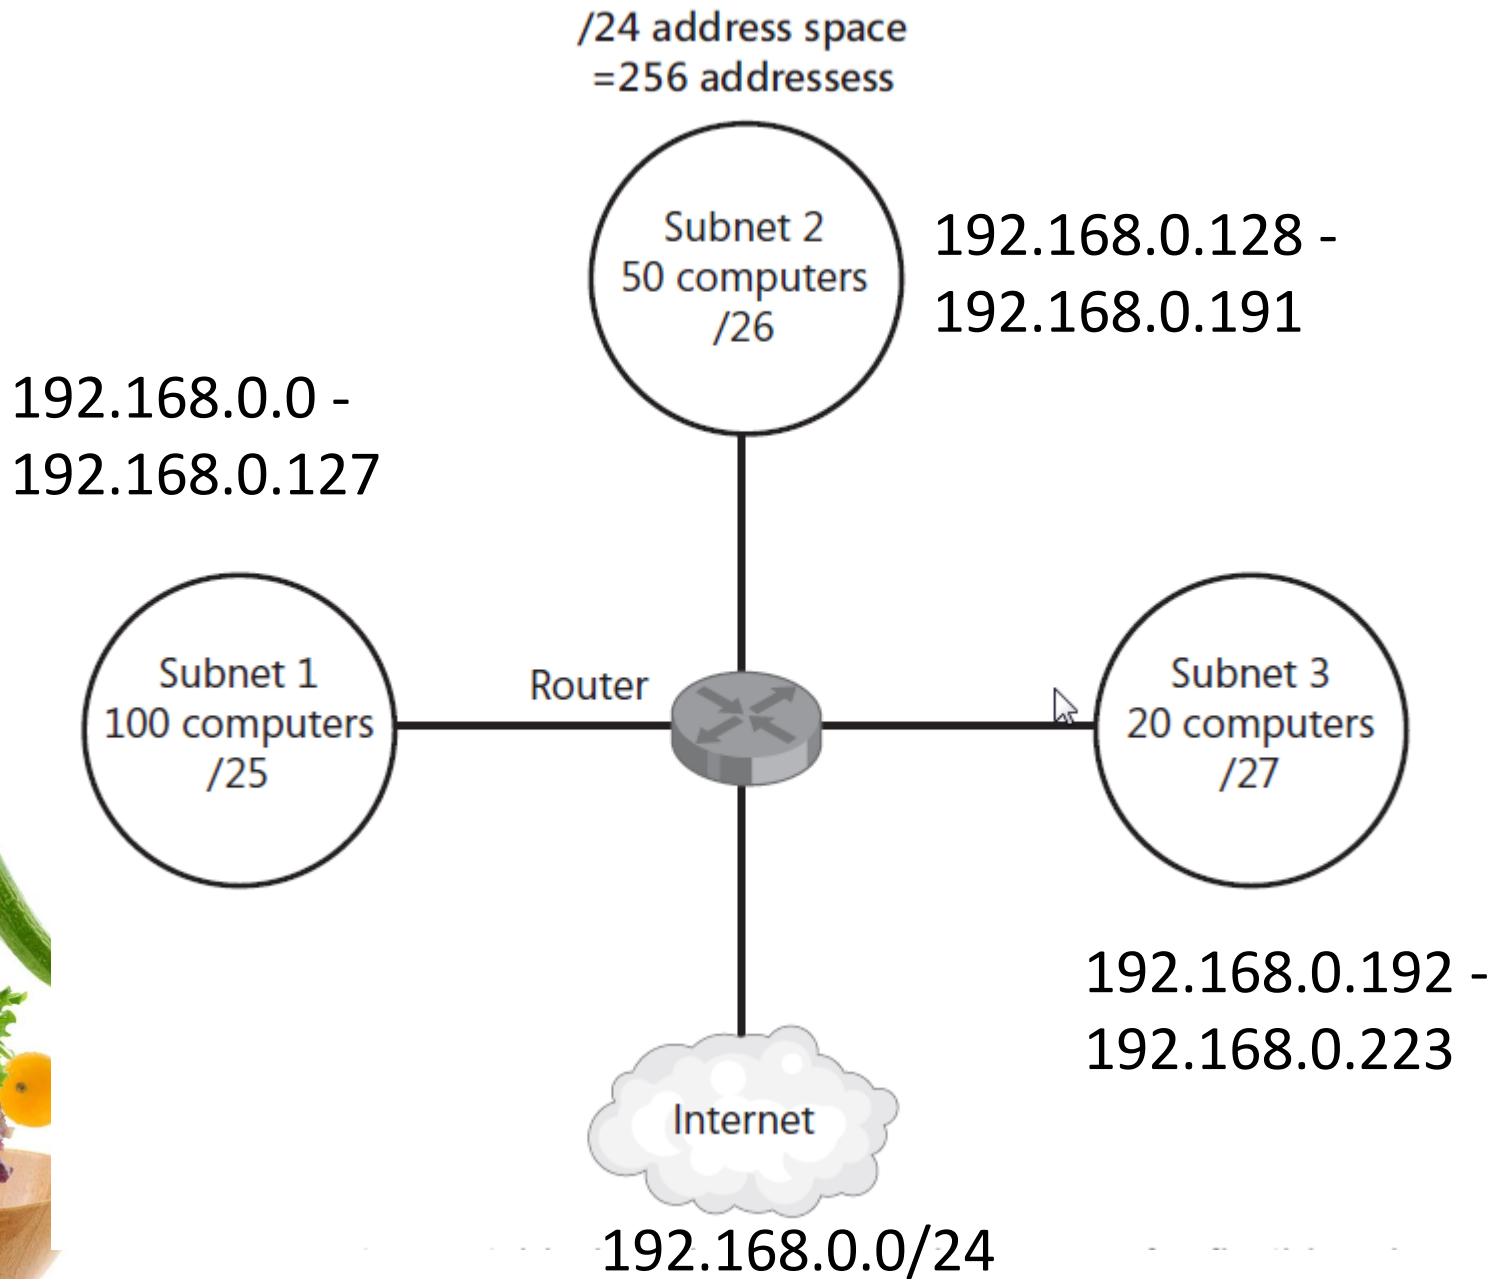 /24 address space
=256 addressess
Subnet 2
50 computers
/26
192.168.0.128 -
192.168.0.191
192.168.0.0 -
192.168.0.127
Subnet 1
100 computers
/25
Router
Subnet 3
20 computers
/27
192.168.0.192 -
192.168.0.223
Internet
192.168.0.0/24